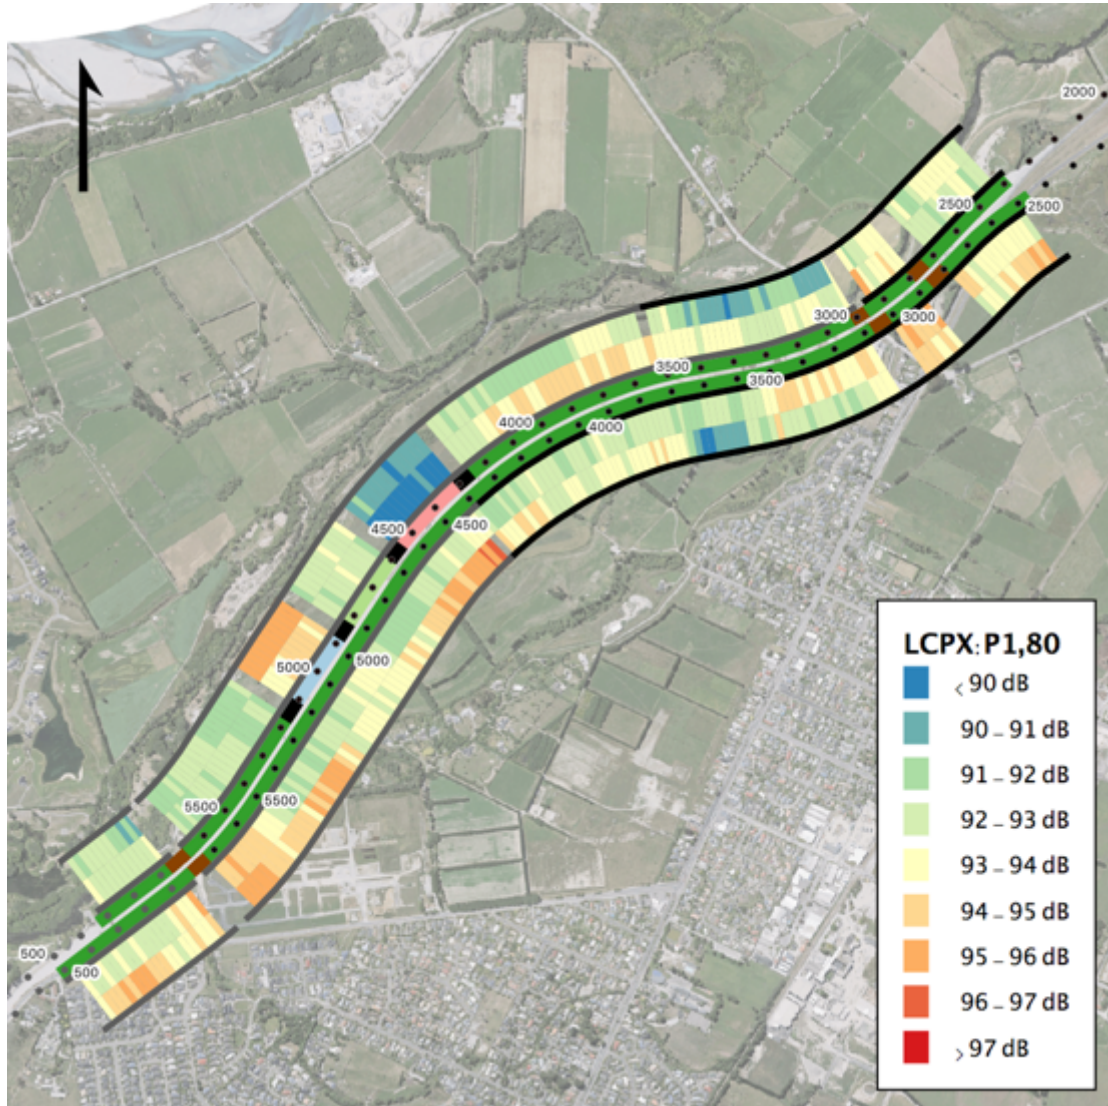 2000
2500
2500
3000
3000
3500
3500
4000
4000
4500
4500
5000
5000
5500
5500
500
500
LCPX:P1,80
< 90 dB
90 – 91 dB
91 – 92 dB
92 – 93 dB
93 – 94 dB
94 – 95 dB
95 – 96 dB
96 – 97 dB
> 97 dB